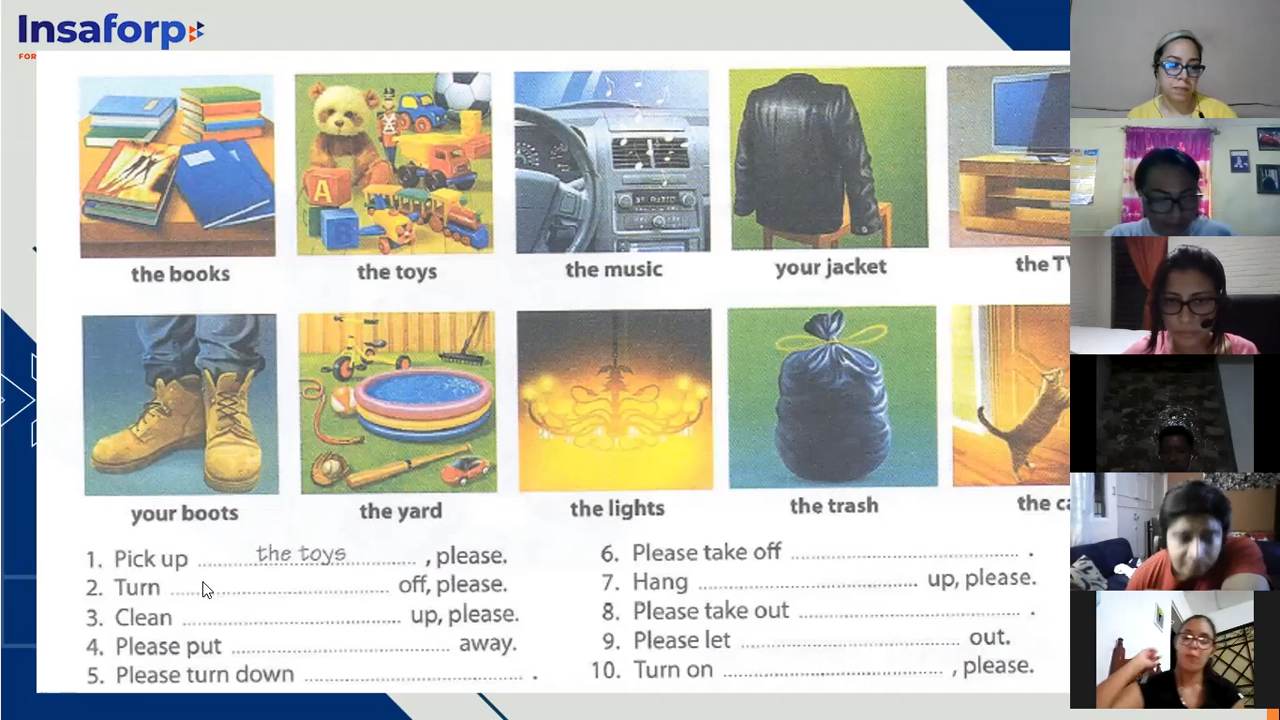 Insaforp
FOR
the books
the toys
the music
your jacket
the TV
your boots
the yard
the lights
the trash
the ca
1. Pick up the toys, please.
2. Turn ........ off, please.
3. Clean ........ up, please.
4. Please put ........ away.
5. Please turn down ........ .
6. Please take off ........ .
7. Hang ........ up, please.
8. Please take out ........ .
9. Please let ........ out.
10. Turn on ........ , please.